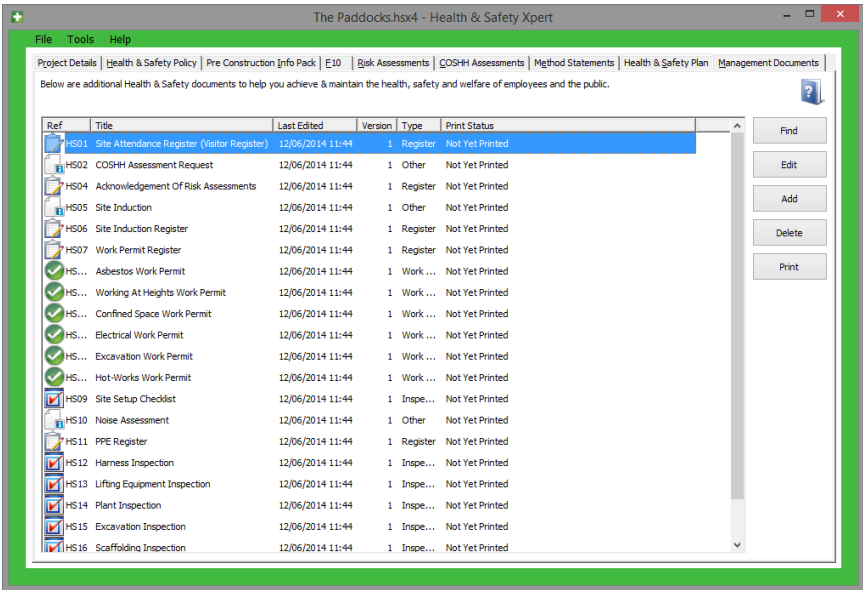 The Paddocks.hsx4 - Health & Safety Xpert
File Tools Help
Project Details Health & Safety Policy Pre Construction Info Pack F10 Risk Assessments COSHH Assessments Method Statements Health & Safety Plan Management Documents
Below are additional Health & Safety documents to help you achieve & maintain the health, safety and welfare of employees and the public.
Ref Title Last Edited Version Type Print Status
HS01 Site Attendance Register (Visitor Register) 12/06/2014 11:44 1 Register Not Yet Printed
HS02 COSHH Assessment Request 12/06/2014 11:44 1 Other Not Yet Printed
HS04 Acknowledgement Of Risk Assessments 12/06/2014 11:44 1 Register Not Yet Printed
HS05 Site Induction 12/06/2014 11:44 1 Other Not Yet Printed
HS06 Site Induction Register 12/06/2014 11:44 1 Register Not Yet Printed
HS07 Work Permit Register 12/06/2014 11:44 1 Register Not Yet Printed
HS... Asbestos Work Permit 12/06/2014 11:44 1 Work ... Not Yet Printed
HS... Working At Heights Work Permit 12/06/2014 11:44 1 Work ... Not Yet Printed
HS... Confined Space Work Permit 12/06/2014 11:44 1 Work ... Not Yet Printed
HS... Electrical Work Permit 12/06/2014 11:44 1 Work ... Not Yet Printed
HS... Excavation Work Permit 12/06/2014 11:44 1 Work ... Not Yet Printed
HS... Hot-Works Work Permit 12/06/2014 11:44 1 Work ... Not Yet Printed
HS09 Site Setup Checklist 12/06/2014 11:44 1 Inspe... Not Yet Printed
HS10 Noise Assessment 12/06/2014 11:44 1 Other Not Yet Printed
HS11 PPE Register 12/06/2014 11:44 1 Register Not Yet Printed
HS12 Harness Inspection 12/06/2014 11:44 1 Inspe... Not Yet Printed
HS13 Lifting Equipment Inspection 12/06/2014 11:44 1 Inspe... Not Yet Printed
HS14 Plant Inspection 12/06/2014 11:44 1 Inspe... Not Yet Printed
HS15 Excavation Inspection 12/06/2014 11:44 1 Inspe... Not Yet Printed
HS16 Scaffolding Inspection 12/06/2014 11:44 1 Inspe... Not Yet Printed
Find
Edit
Add
Delete
Print